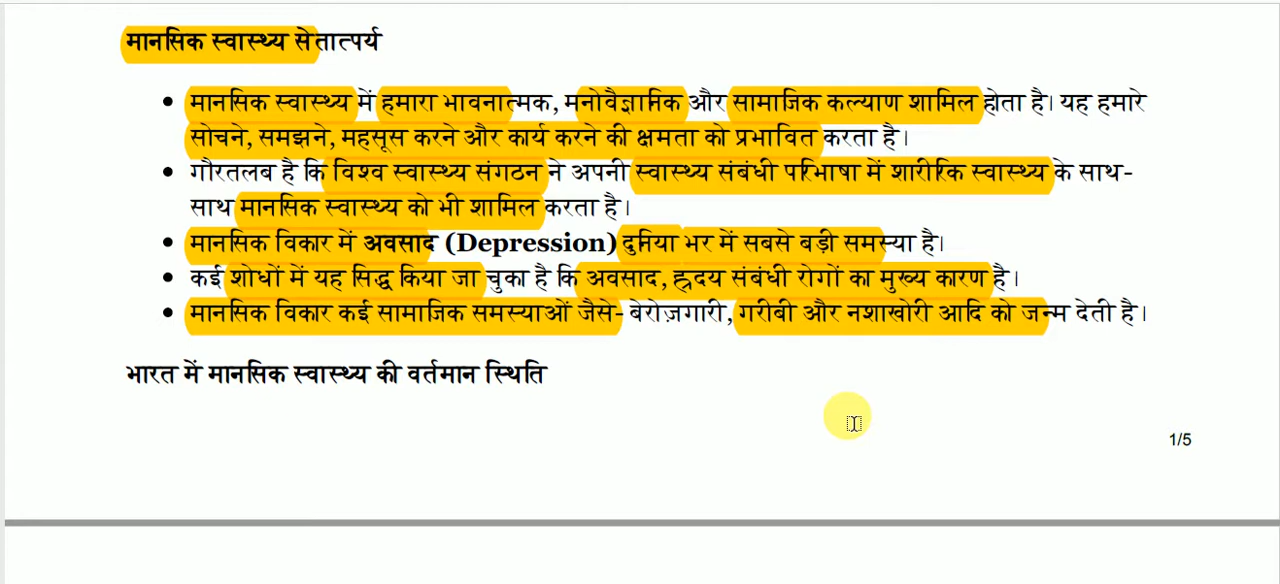 मानसिक स्वास्थ्य से तात्पर्य
• मानसिक स्वास्थ्य में हमारा भावनात्मक, मनोवैज्ञानिक और सामाजिक कल्याण शामिल होता है। यह हमारे
सोचने, समझने, महसूस करने और कार्य करने की क्षमता को प्रभावित करता है।
• गौरतलब है कि विश्व स्वास्थ्य संगठन ने अपनी स्वास्थ्य संबंधी परिभाषा में शारीरिक स्वास्थ्य के साथ-
साथ मानसिक स्वास्थ्य को भी शामिल करता है।
• मानसिक विकार में अवसाद (Depression) दुनिया भर में सबसे बड़ी समस्या है।
• कई शोधों में यह सिद्ध किया जा चुका है कि अवसाद, ह्रदय संबंधी रोगों का मुख्य कारण है।
• मानसिक विकार कई सामाजिक समस्याओं जैसे- बेरोज़गारी, गरीबी और नशाखोरी आदि को जन्म देती है।
भारत में मानसिक स्वास्थ्य की वर्तमान स्थिति
1/5